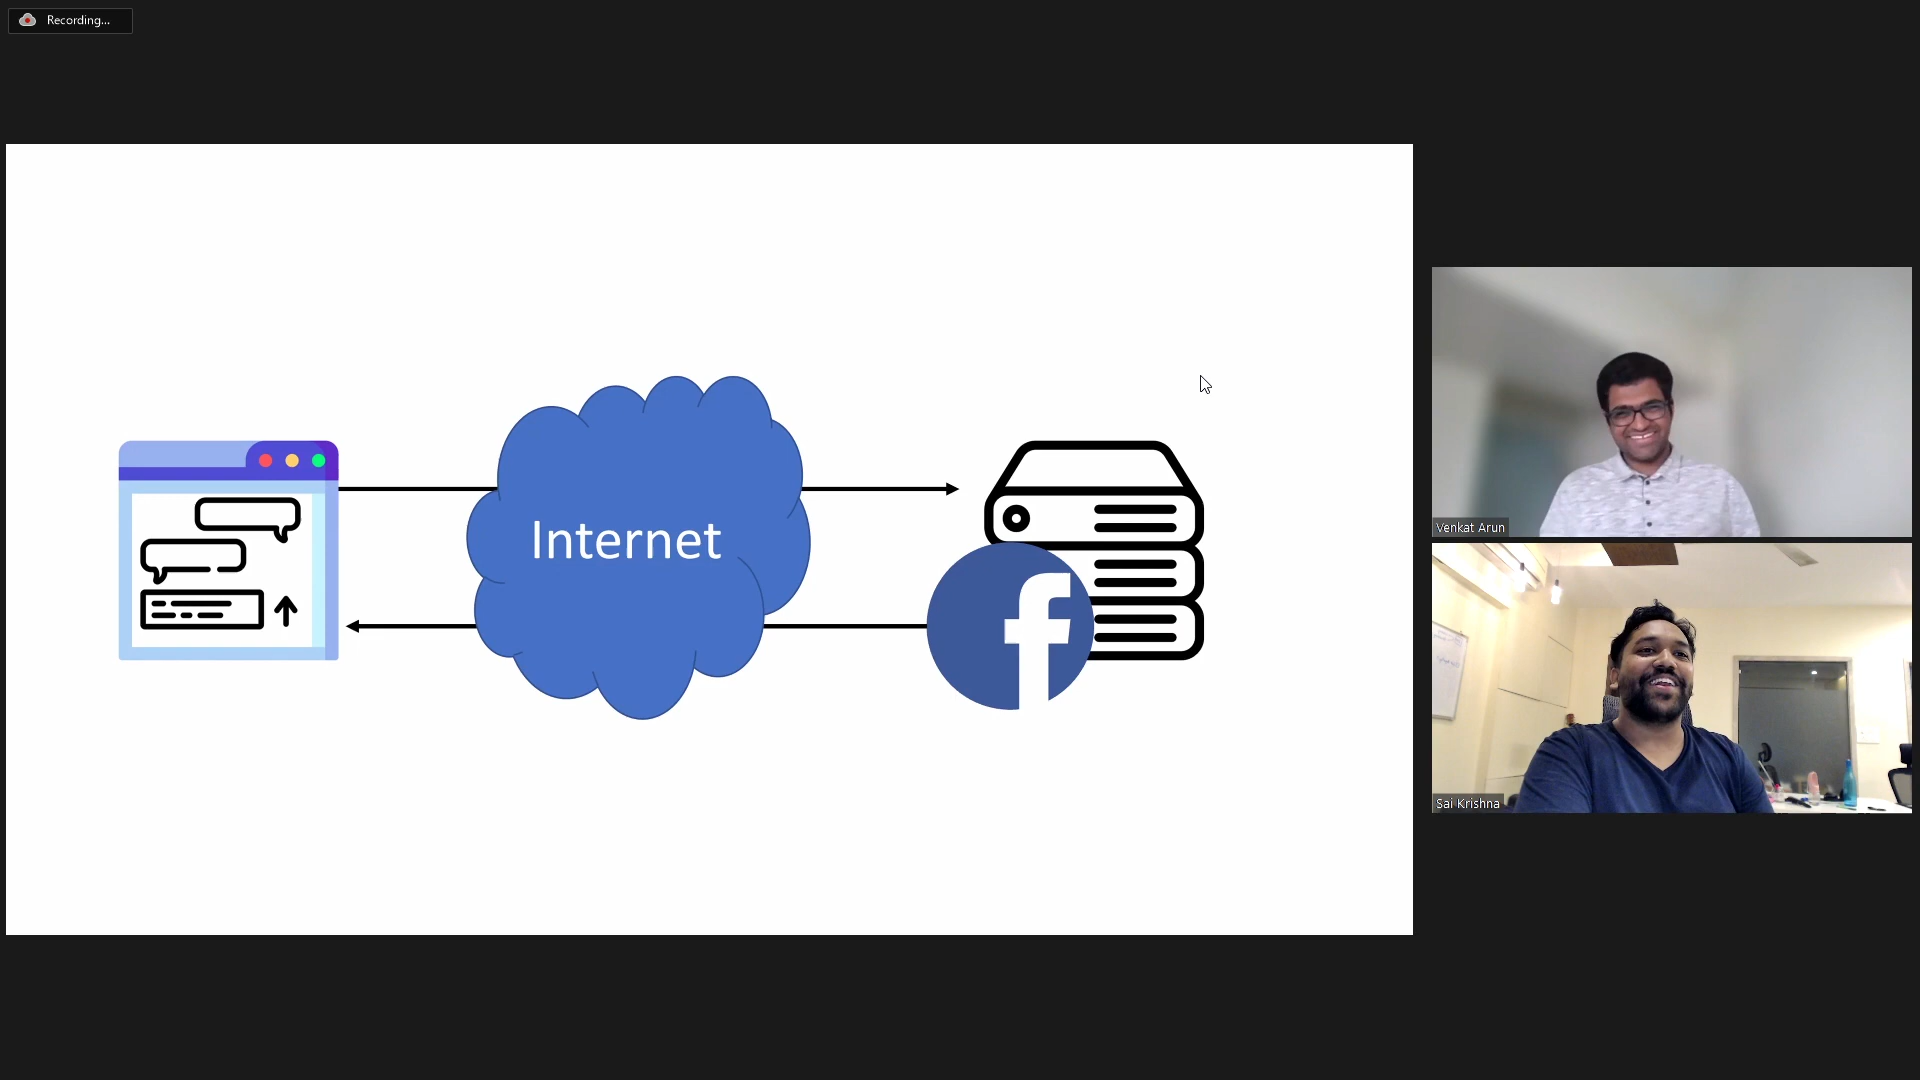 Recording...
Internet
f
Venkat Arun
Sai Krishna